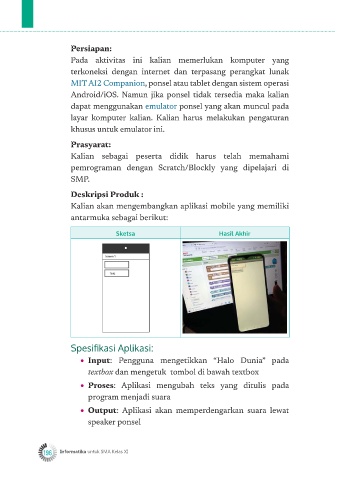 Persiapan:
Pada aktivitas ini kalian memerlukan komputer yang
terkoneksi dengan internet dan terpasang perangkat lunak
MIT AI2 Companion, ponsel atau tablet dengan sistem operasi
Android/iOS. Namun jika ponsel tidak tersedia maka kalian
dapat menggunakan emulator ponsel yang akan muncul pada
layar komputer kalian. Kalian harus melakukan pengaturan
khusus untuk emulator ini.
Prasyarat:
Kalian sebagai peserta didik harus telah memahami
pemrograman dengan Scratch/Blockly yang dipelajari di
SMP.
Deskripsi Produk :
Kalian akan mengembangkan aplikasi mobile yang memiliki
antarmuka sebagai berikut:
Sketsa Hasil Akhir
Spesifikasi Aplikasi:
• Input: Pengguna mengetikkan "Halo Dunia" pada
textbox dan mengetuk tombol di bawah textbox
• Proses: Aplikasi mengubah teks yang ditulis pada
program menjadi suara
• Output: Aplikasi akan memperdengarkan suara lewat
speaker ponsel
198 Informatika untuk SMA Kelas XI